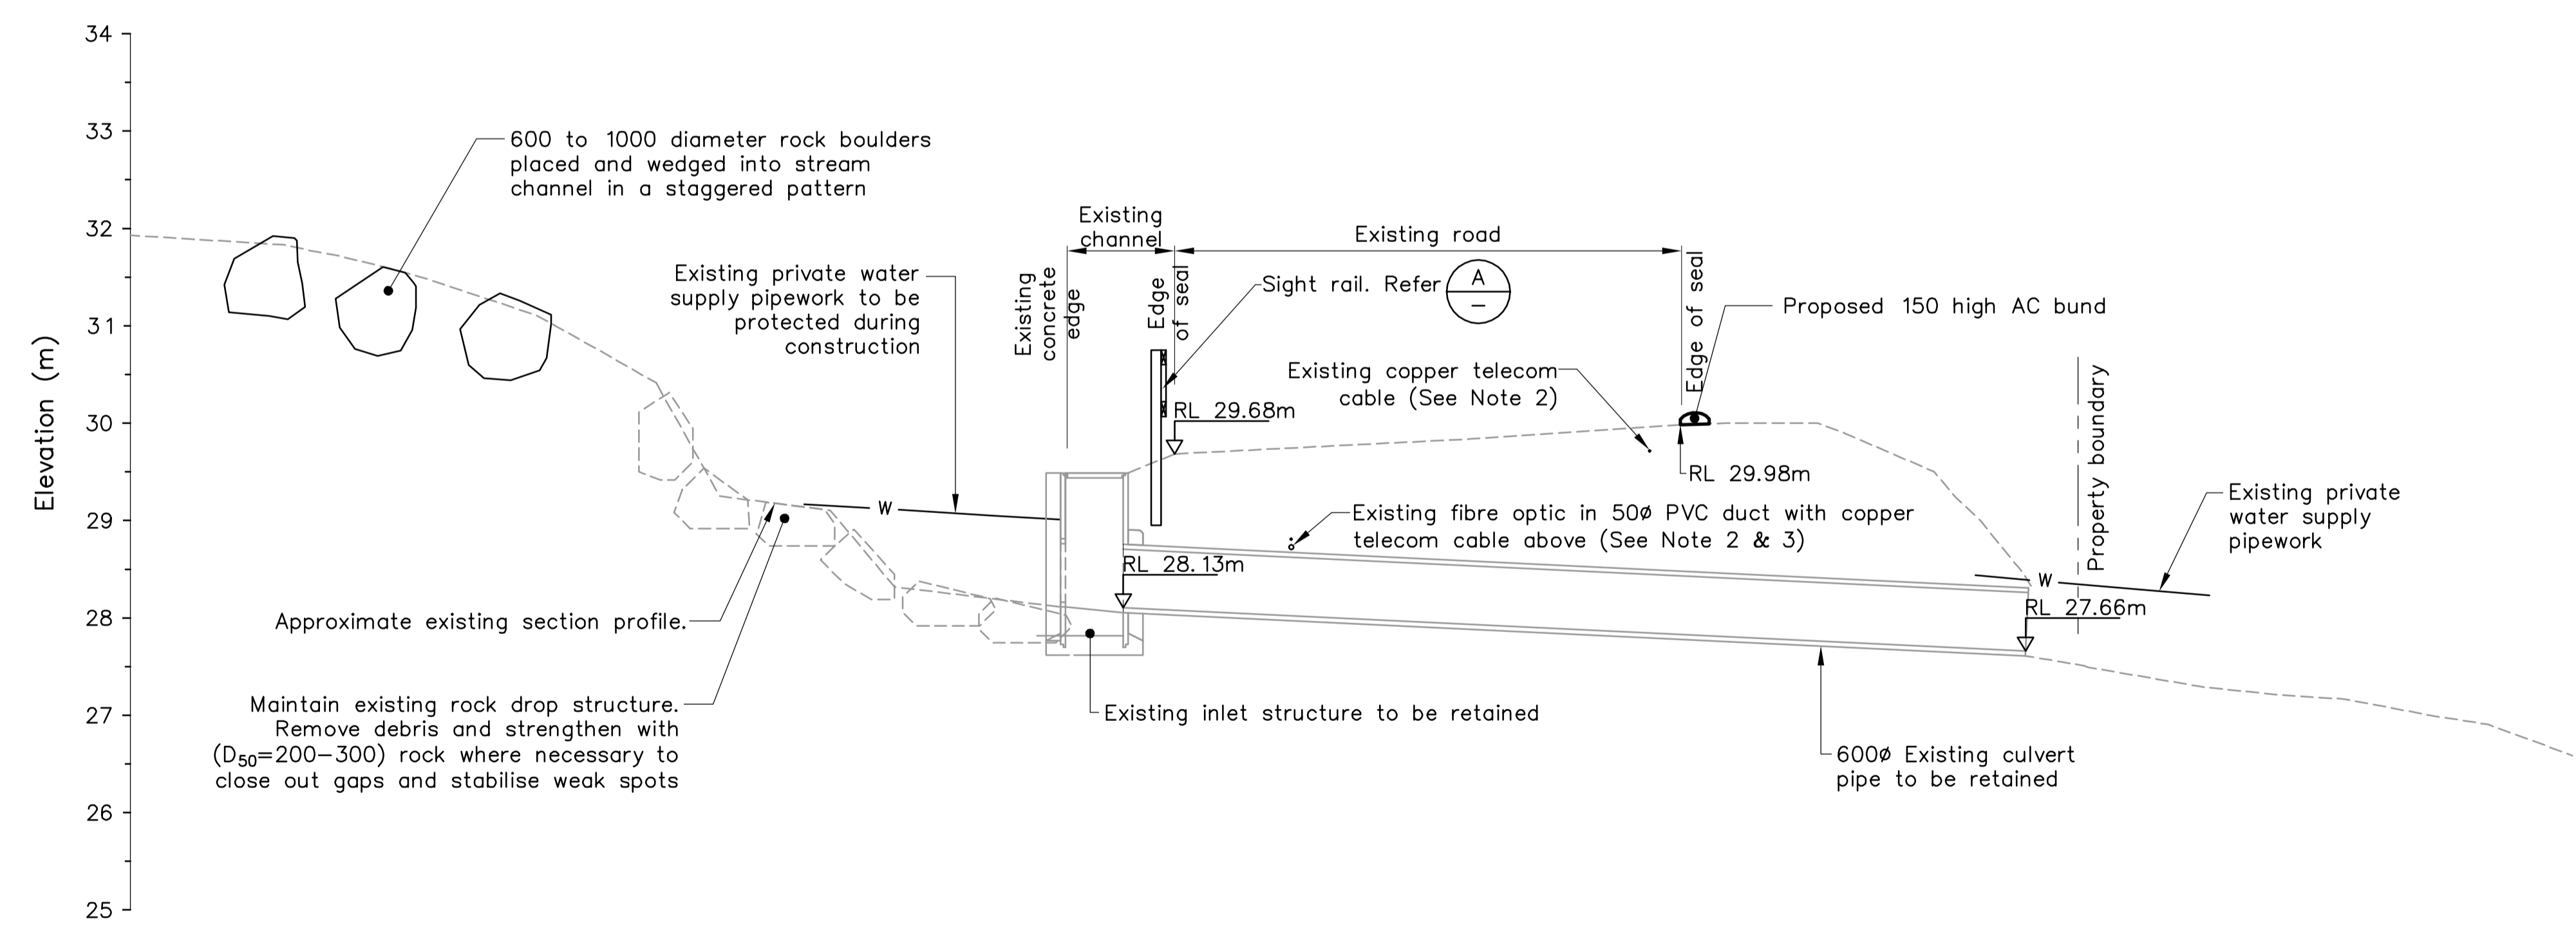 34
33
32
31
30
29
28
27
26
25
Elevation (m)
600 to 1000 diameter rock boulders
placed and wedged into stream
channel in a staggered pattern
Existing private water
supply pipework to be
protected during
construction
W
Approximate existing section profile.
Maintain existing rock drop structure.
Remove debris and strengthen with
(D50=200-300) rock where necessary to
close out gaps and stabilise weak spots
Existing
channel
Existing road
Existing
concrete
edge
Edge
of seal
Sight rail. Refer
A
–
Edge of seal
Proposed 150 high AC bund
Existing copper telecom
cable (See Note 2)
RL 29.68m
RL 29.98m
Existing fibre optic in 50ø PVC duct with copper
telecom cable above (See Note 2 & 3)
RL 28.13m
Existing inlet structure to be retained
600ø Existing culvert
pipe to be retained
Property boundary
W
RL 27.66m
Existing private
water supply
pipework